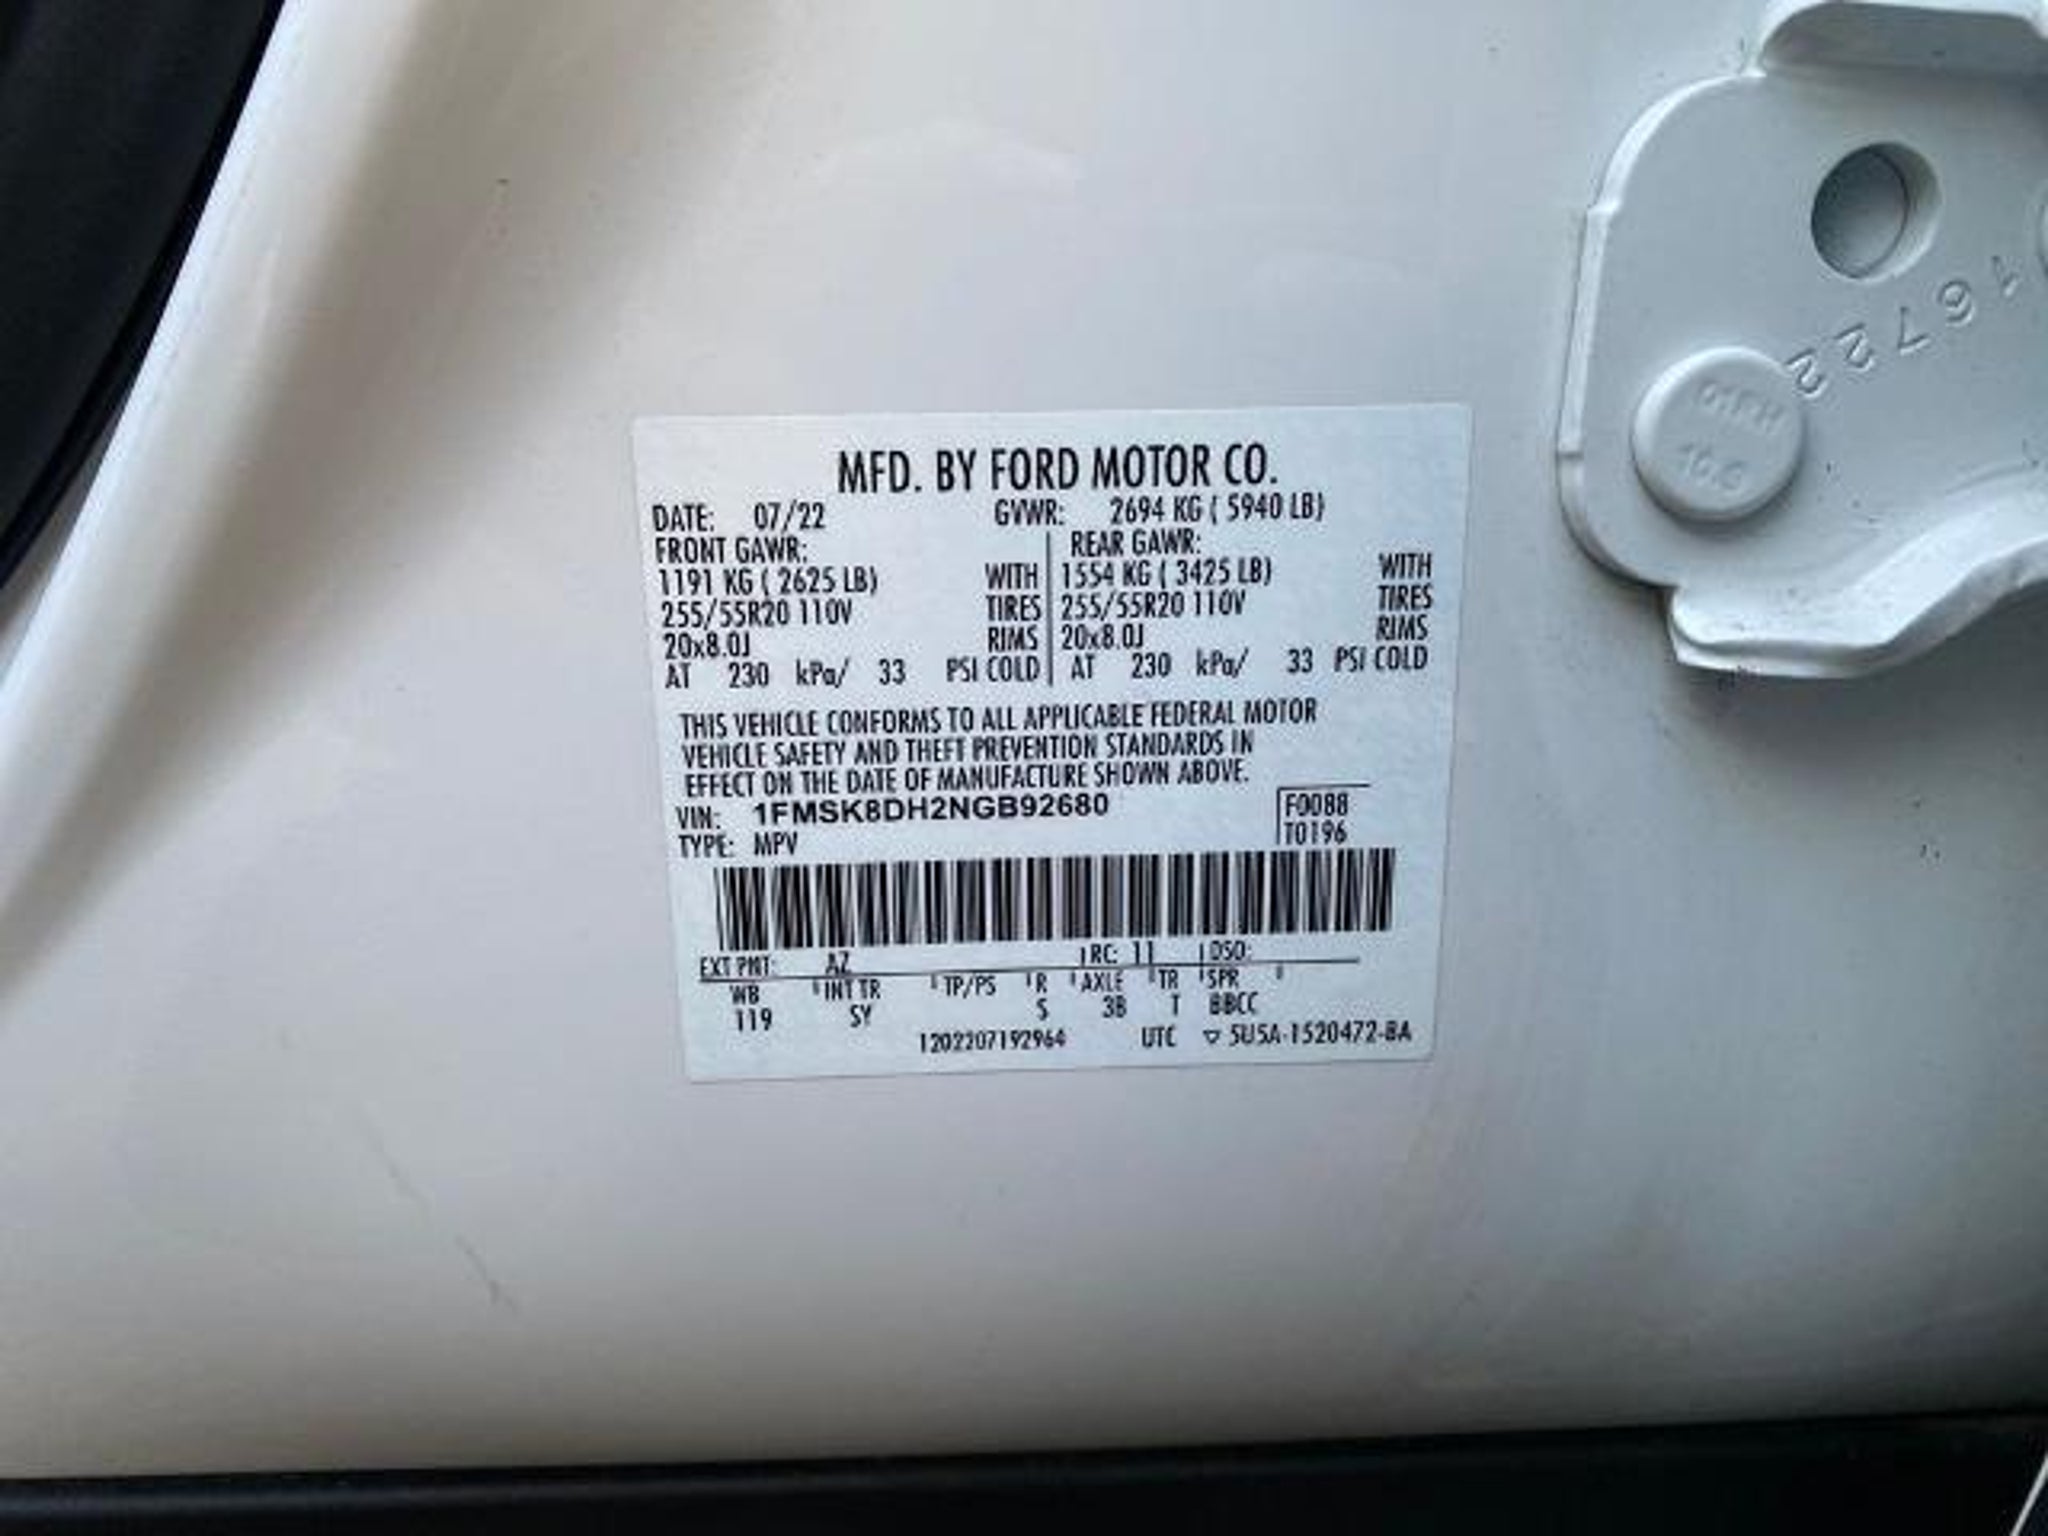 MFD. BY FORD MOTOR CO.
DATE: 07/22 GVWR: 2694 KG ( 5940 LB)
FRONT GAWR: REAR GAWR:
1191 KG ( 2625 LB) WITH 1554 KG ( 3425 LB) WITH
255/55R20 110V TIRES 255/55R20 110V TIRES
20x8.0J RIMS 20x8.0J RIMS
AT 230 kPa/ 33 PSI COLD AT 230 kPa/ 33 PSI COLD
THIS VEHICLE CONFORMS TO ALL APPLICABLE FEDERAL MOTOR
VEHICLE SAFETY AND THEFT PREVENTION STANDARDS IN
EFFECT ON THE DATE OF MANUFACTURE SHOWN ABOVE.
VIN: 1FMSK8DH2NGB92680 F0088
TYPE: MPV T0196
EXT PNT: AZ RC: 11 DSO:
WB INT TR TP/PS R AXLE TR SPR
119 SY S 3B T BBCC
1202207192964 UTC ▽ 5U5A-1520472-BA
16722